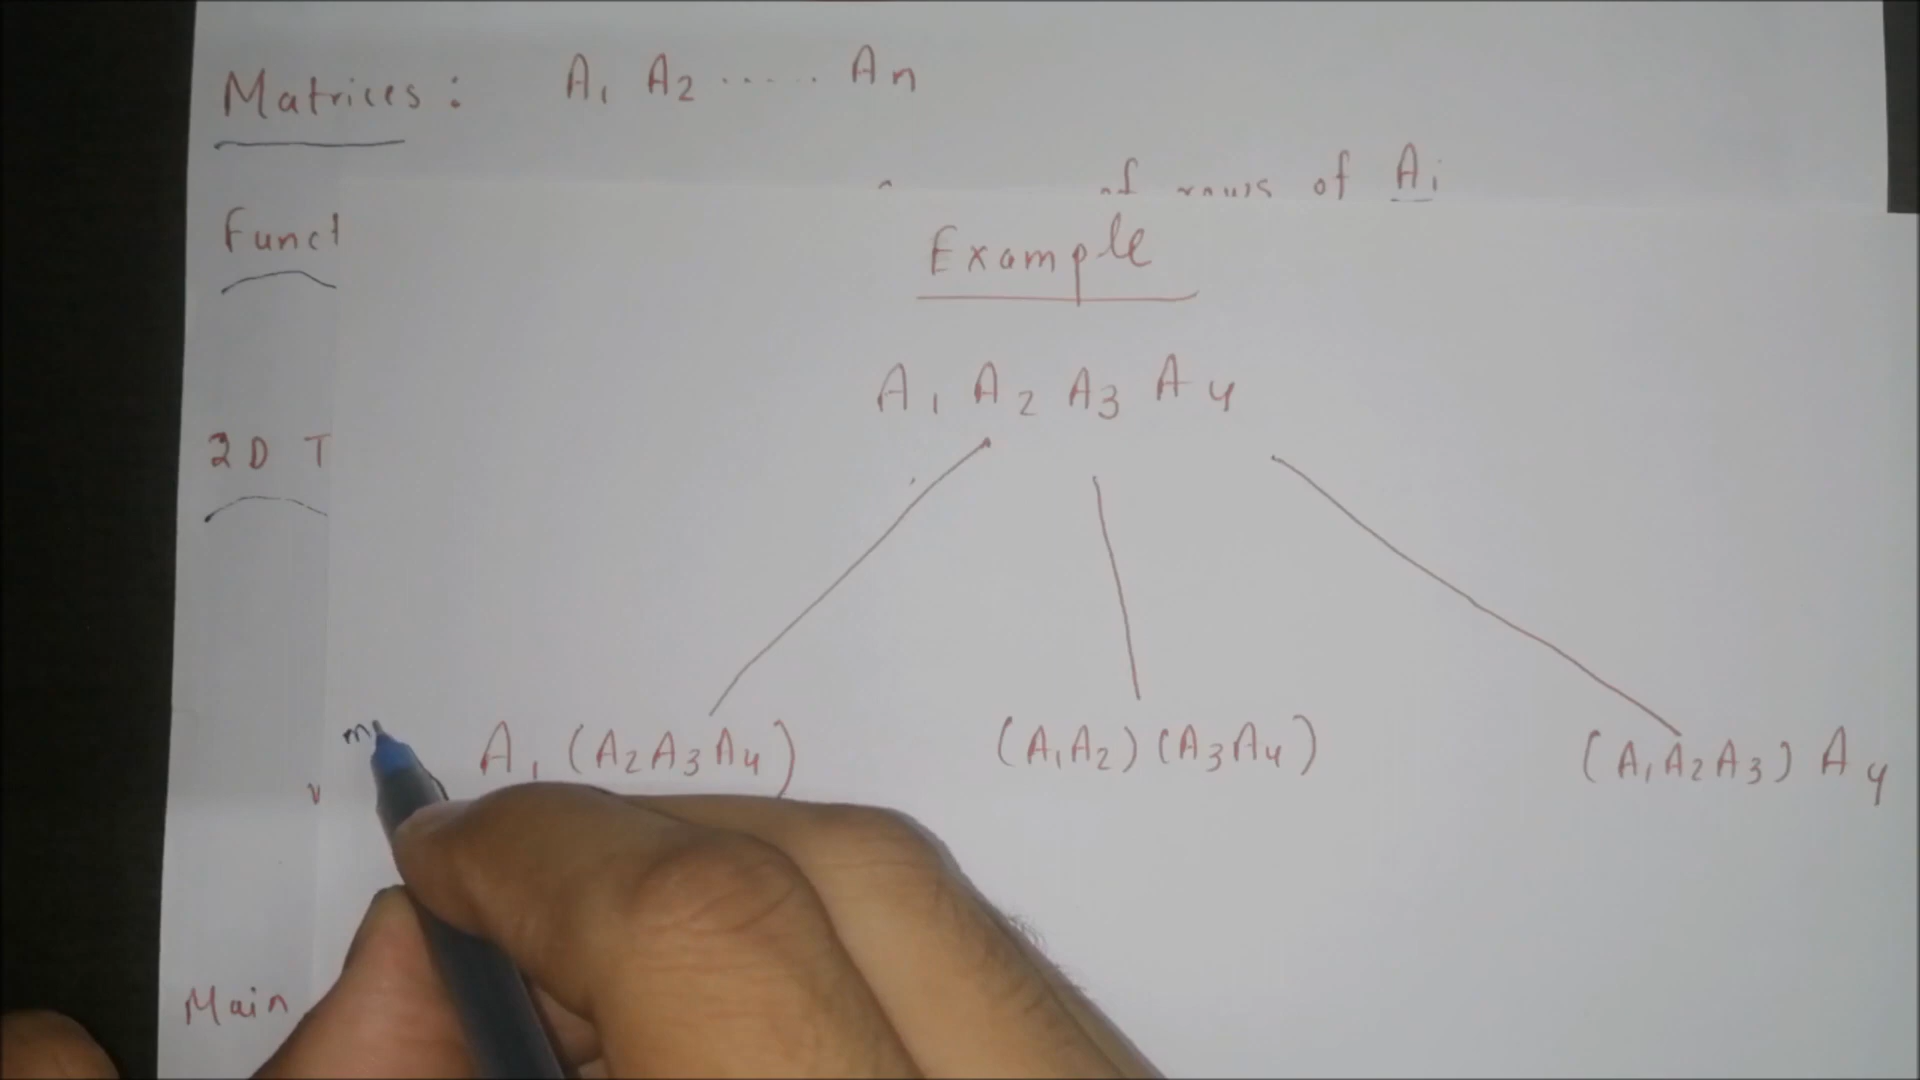 Matrices : A1 A2 ..... An
of rows of Ai
Funct
Example
A1 A2 A3 A4
2D T
m
A1 (A2A3A4) (A1A2) (A3A4) (A1A2A3) A4
Main